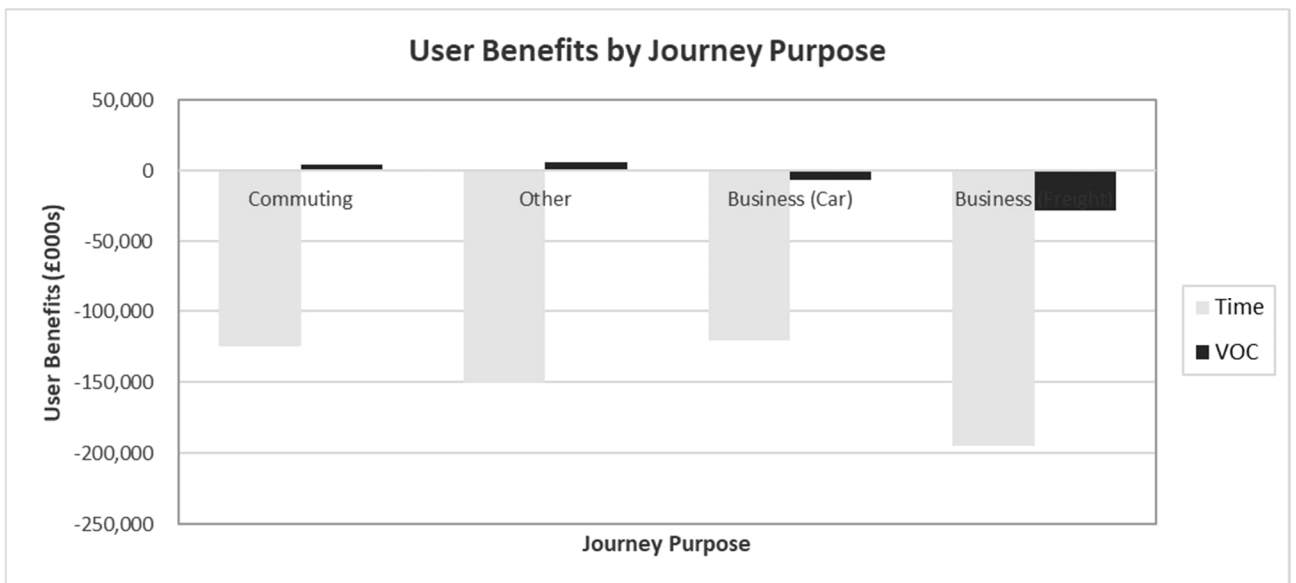 User Benefits by Journey Purpose
50,000
0
-50,000
-100,000
-150,000
-200,000
-250,000
User Benefits (£000s)
Commuting
Other
Business (Car)
Business (Freight)
Journey Purpose
Time
VOC